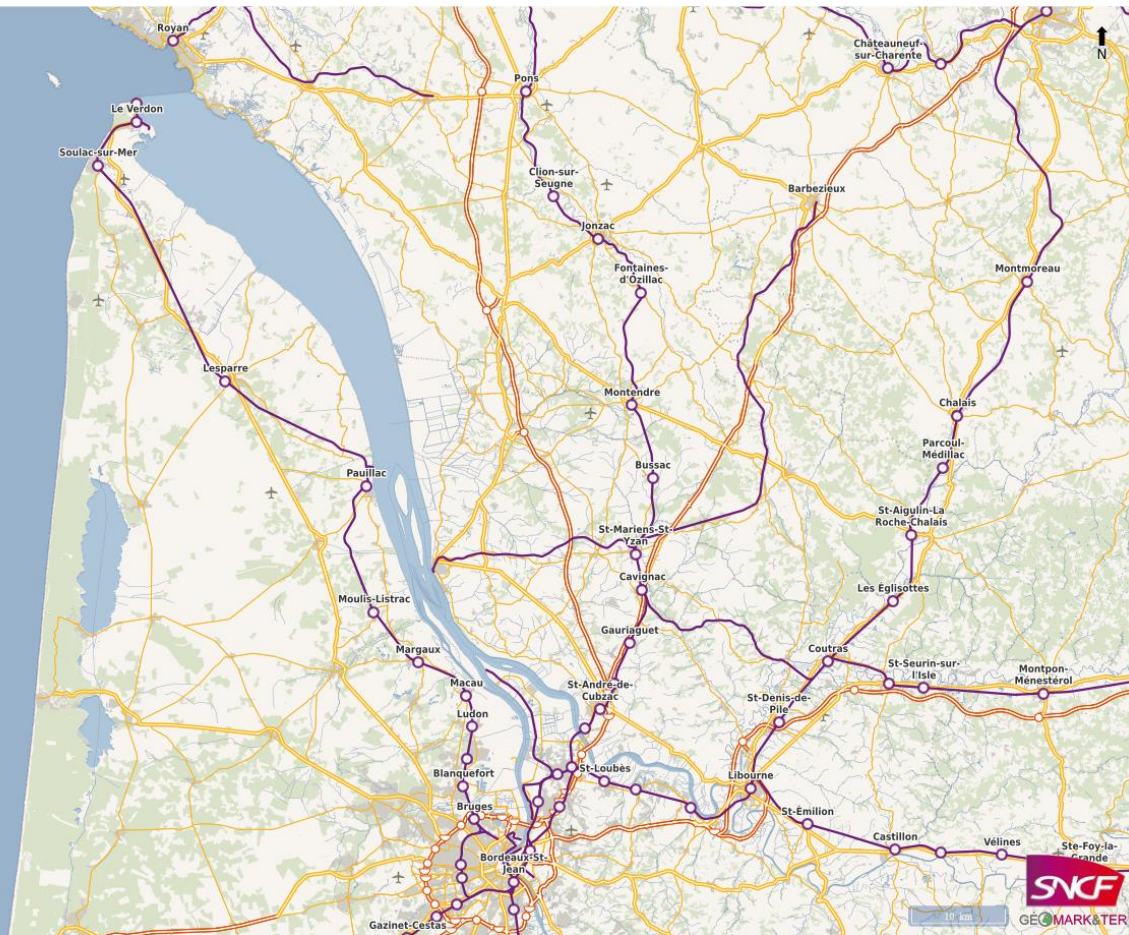 Royan
Châteauneuf-
sur-Charente
N
Pons
Le Verdon
Soulac-sur-Mer
Clion-sur-
Seugne
Barbezieux
Jonzac
Fontaines-
d'Ozillac
Montmoreau
Lesparre
Montendre
Chalais
Parcoul-
Médillac
Bussac
Pauillac
St-Aigulin-La
Roche-Chalais
St-Mariens-St-
Yzan
Cavignac
Les Églisottes
Moulis-Listrac
Gauriaguet
Margaux
Coutras
St-Seurin-sur-
l'Isle
Montpon-
Ménestérol
Macau
St-André-de-
Cubzac
St-Denis-de-
Pile
Ludon
St-Loubès
Blanquefort
Libourne
Bruges
St-Émilion
Castillon
Vélines
Ste-Foy-la-
Grande
Bordeaux-St-
Jean
SNCF
Gazinet-Cestas
10 km
GÉOMARK&TER